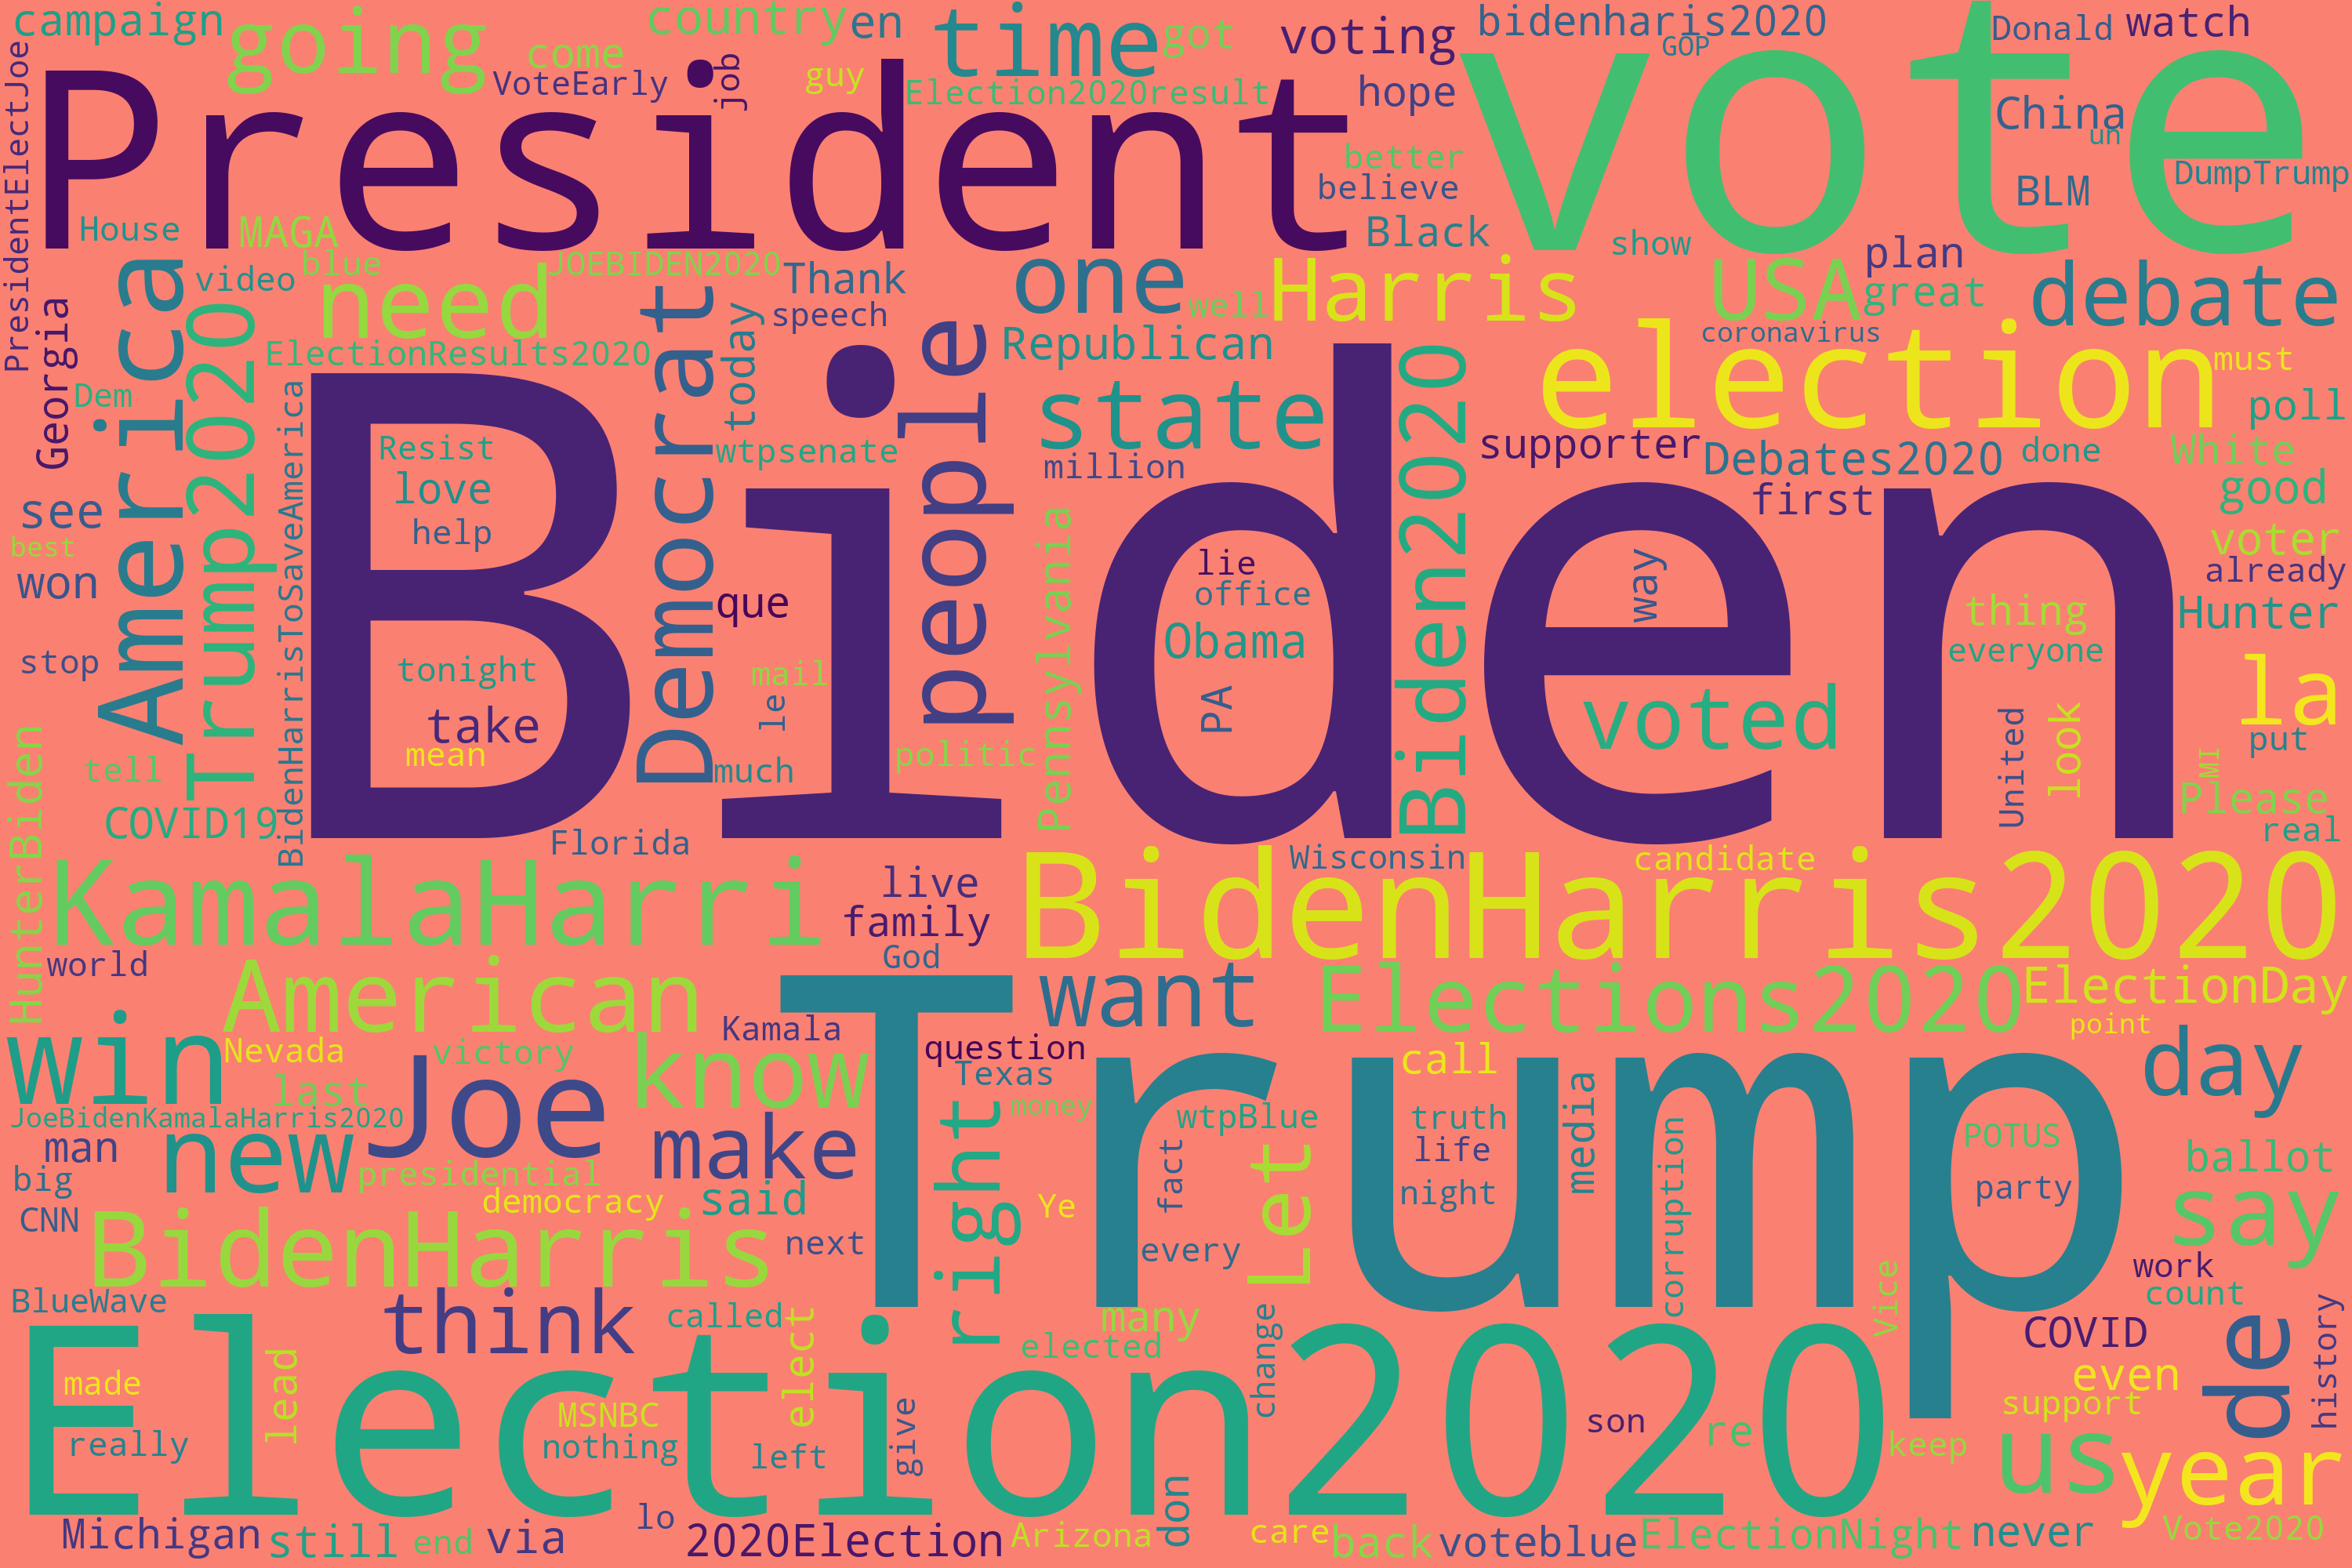 campaign
going
come
country
en
time
got
voting
bidenharis2020
GOP
Donald
watch
PresidentElectJoe
VoteEarly
job
guy
Election2020result
hope
President
vote
China
un
better
believe
BLM
DumpTrump
House
MAGA
Black
show
plan
video
blue
JOEBIDEN2020
Thank
one
Harris
USA
great
debate
America
need
speech
well
Georgia
Trump2020
ElectionResults2020
Democrat
today
people
Republican
coronavirus
election
must
Dem
BidenHarrisToSaveAmerica
state
Biden2020
poll
Resist
wtpsenate
million
supporter
Debates2020
done
White
love
Biden
first
good
see
help
Pennsylvania
voter
best
won
que
lie
office
way
already
thing
Hunter
stop
tonight
mail
Obama
everyone
la
take
le
PA
voted
United
look
put
mean
much
politic
MI
tell
Please
HunterBiden
COVID19
Florida
real
Wisconsin
candidate
KamalaHarri
live
BidenHarris2020
family
world
God
American
want
Elections2020
ElectionDay
Kamala
point
win
Nevada
victory
know
question
call
day
last
Texas
JoeBidenKamalaHarris2020
Joe
money
wtpBlue
truth
media
man
new
make
right
Trump
life
POTUS
ballot
big
presidential
fact
night
party
democracy
said
Ye
Let
corruption
say
CNN
BidenHarris
next
every
work
BlueWave
think
called
many
Vice
count
elect
elected
change
COVID
de
history
made
lead
Election2020
even
MSNBC
give
son
re
support
really
nothing
left
keep
us
year
don
lo
Michigan
still
end
via
2020Election
Arizona
care
back
voteblue
ElectionNight
never
Vote2020